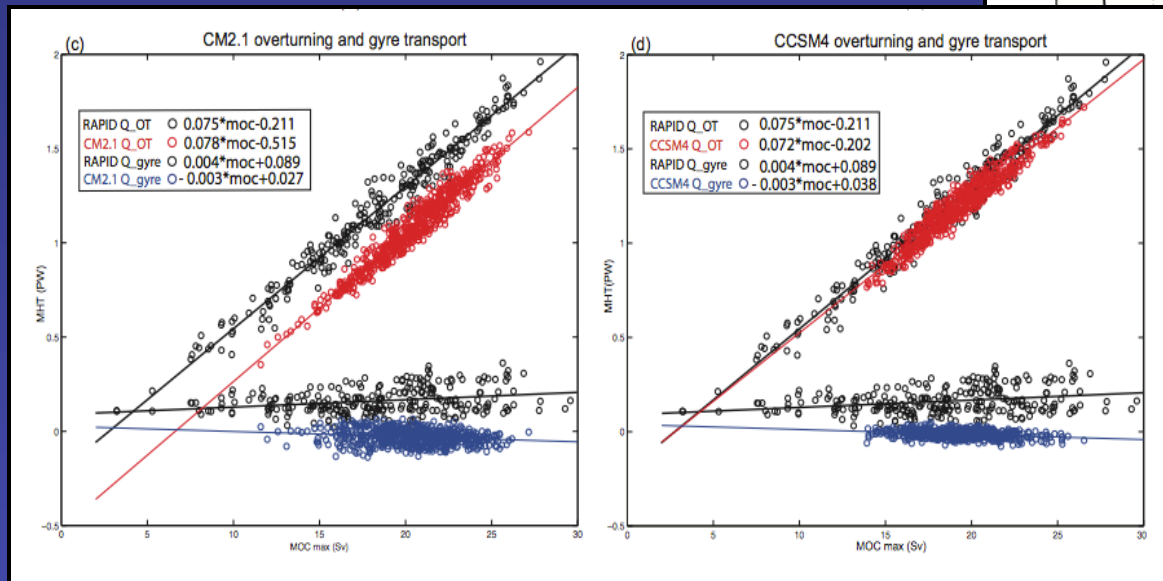 (c) CM2.1 overturning and gyre transport
2
1.5
1
0.5
0
−0.5
MHT (PW)
RAPID Q_OT O 0.075*moc-0.211
CM2.1 Q_OT O 0.078*moc-0.515
RAPID Q_gyre O 0.004*moc+0.089
CM2.1 Q_gyre O - 0.003*moc+0.027
0 5 10 15 20 25 30
MOC max (Sv)
(d) CCSM4 overturning and gyre transport
2
1.5
1
0.5
0
−0.5
MHT(PW)
RAPID Q_OT O 0.075*moc-0.211
CCSM4 Q_OT O 0.072*moc-0.202
RAPID Q_gyre O 0.004*moc+0.089
CCSM4 Q_gyre O - 0.003*moc+0.038
0 5 10 15 20 25 30
MOC max (Sv)